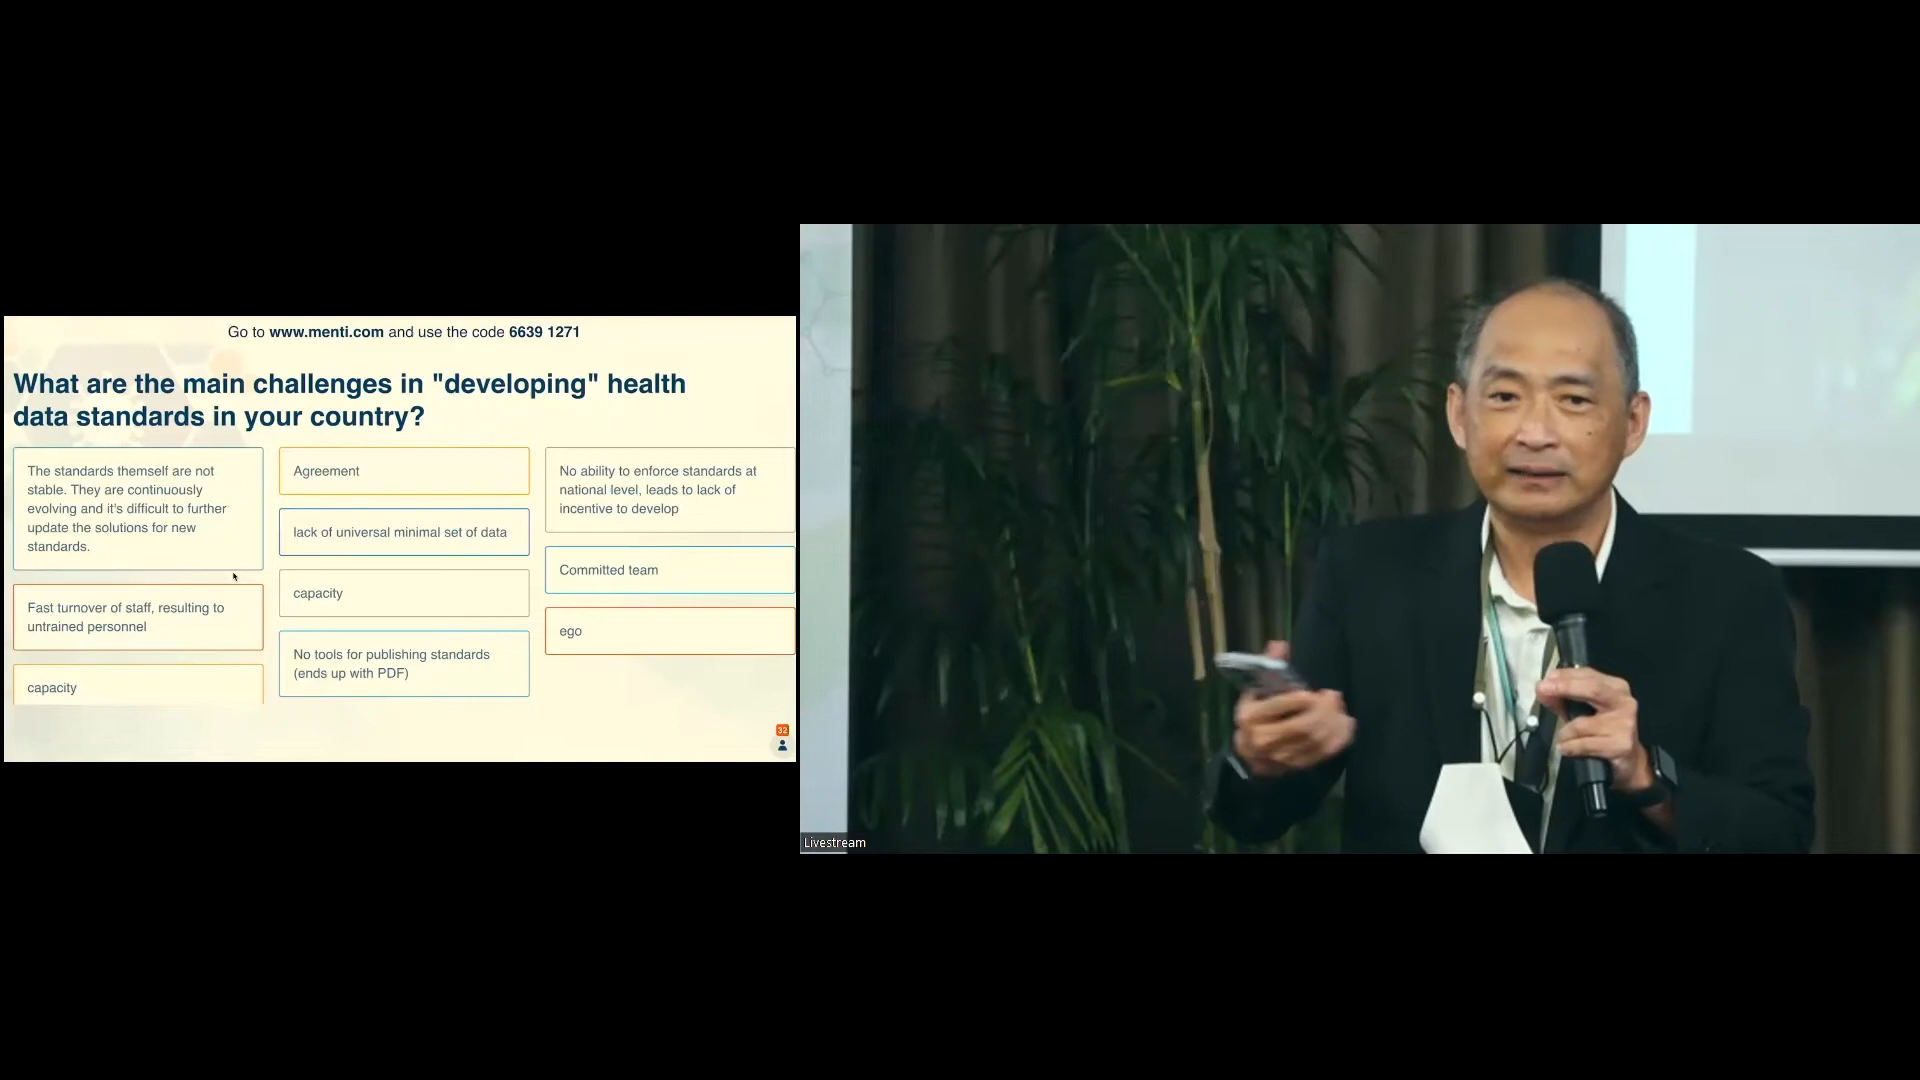 Go to www.menti.com and use the code 6639 1271
What are the main challenges in "developing" health
data standards in your country?
The standards themself are not
stable. They are continuously
evolving and it's difficult to further
update the solutions for new
standards.
Fast turnover of staff, resulting to
untrained personnel
capacity
Agreement
lack of universal minimal set of data
capacity
No tools for publishing standards
(ends up with PDF)
No ability to enforce standards at
national level, leads to lack of
incentive to develop
Committed team
ego
32
Livestream